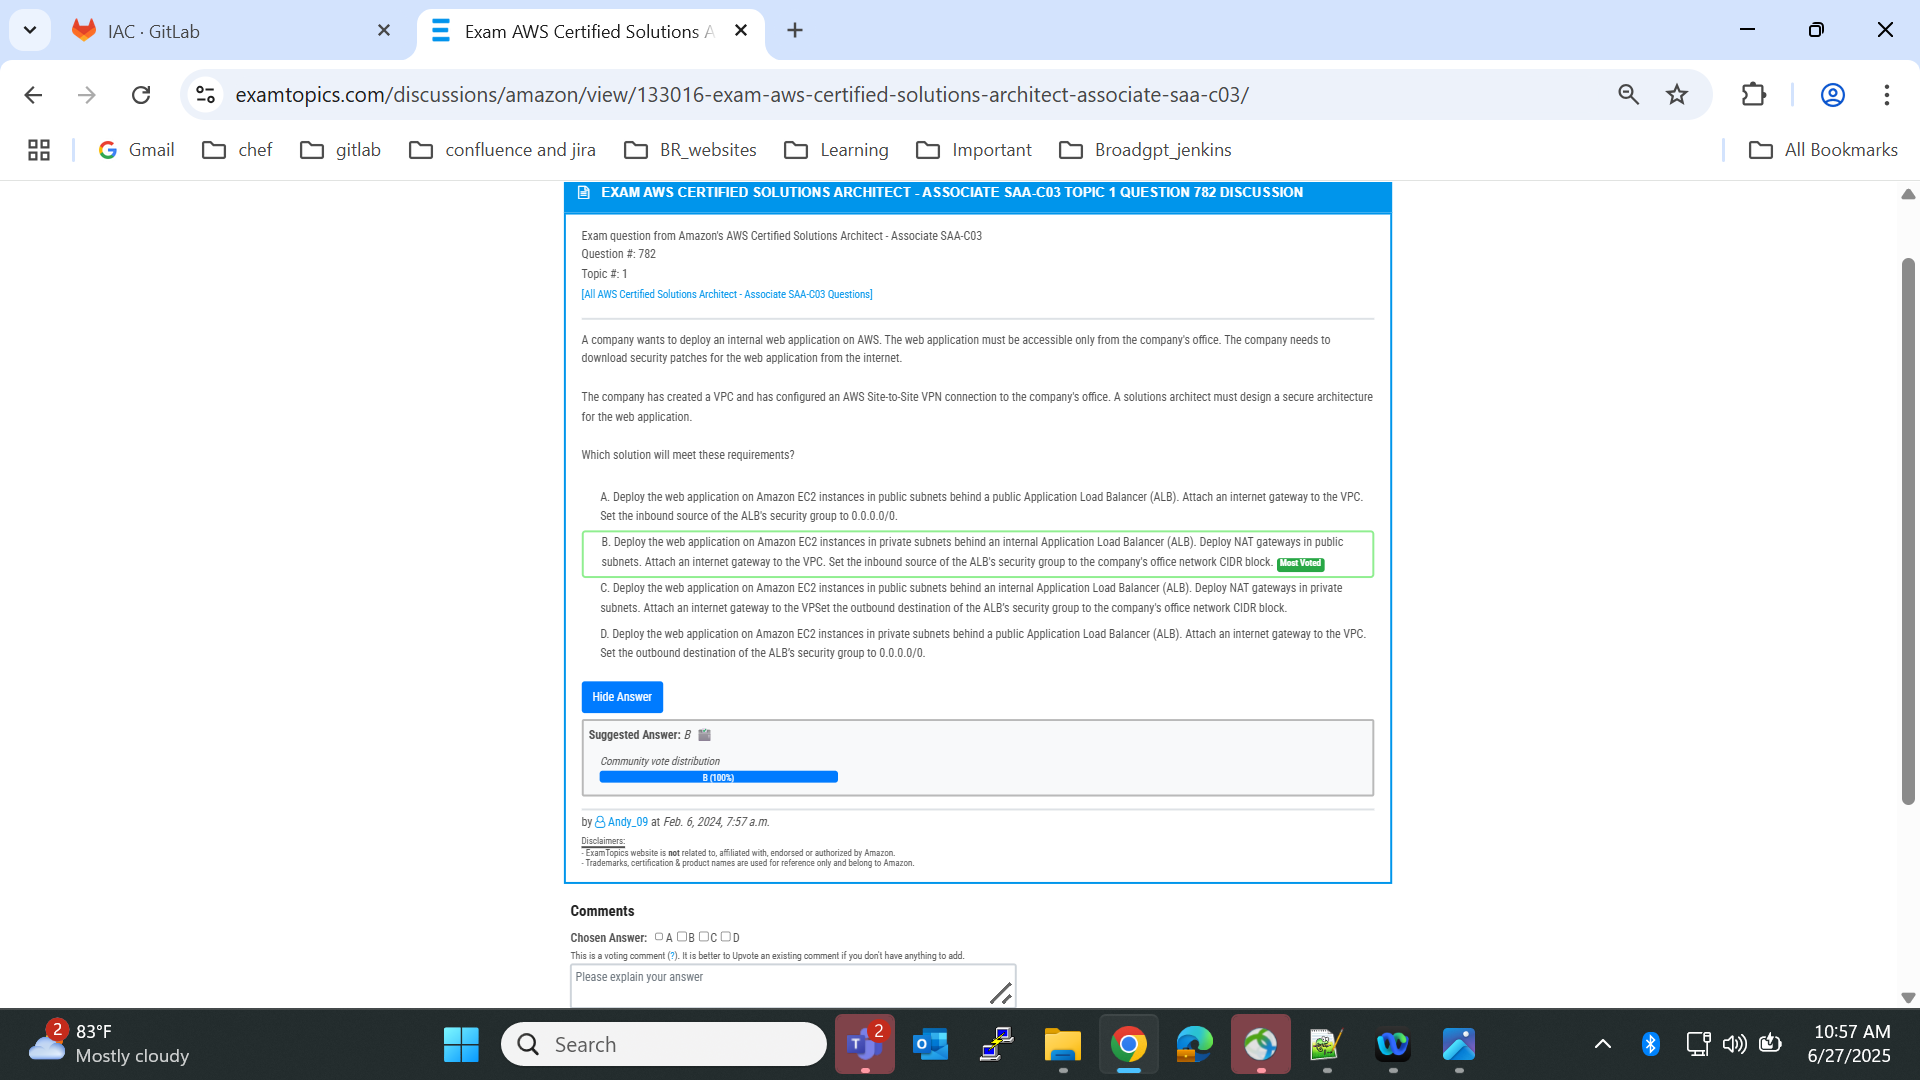 IAC · GitLab
Exam AWS Certified Solutions A
examtopics.com/discussions/amazon/view/133016-exam-aws-certified-solutions-architect-associate-saa-c03/
Gmail chef gitlab confluence and jira BR_websites Learning Important Broadgpt_jenkins All Bookmarks
EXAM AWS CERTIFIED SOLUTIONS ARCHITECT - ASSOCIATE SAA-C03 TOPIC 1 QUESTION 782 DISCUSSION
Exam question from Amazon's AWS Certified Solutions Architect - Associate SAA-C03
Question #: 782
Topic #: 1
[All AWS Certified Solutions Architect - Associate SAA-C03 Questions]
A company wants to deploy an internal web application on AWS. The web application must be accessible only from the company's office. The company needs to
download security patches for the web application from the internet.
The company has created a VPC and has configured an AWS Site-to-Site VPN connection to the company's office. A solutions architect must design a secure architecture
for the web application.
Which solution will meet these requirements?
A. Deploy the web application on Amazon EC2 instances in public subnets behind a public Application Load Balancer (ALB). Attach an internet gateway to the VPC.
Set the inbound source of the ALB's security group to 0.0.0.0/0.
B. Deploy the web application on Amazon EC2 instances in private subnets behind an internal Application Load Balancer (ALB). Deploy NAT gateways in public
subnets. Attach an internet gateway to the VPC. Set the inbound source of the ALB's security group to the company's office network CIDR block. Most Voted
C. Deploy the web application on Amazon EC2 instances in public subnets behind an internal Application Load Balancer (ALB). Deploy NAT gateways in private
subnets. Attach an internet gateway to the VPSet the outbound destination of the ALB's security group to the company's office network CIDR block.
D. Deploy the web application on Amazon EC2 instances in private subnets behind a public Application Load Balancer (ALB). Attach an internet gateway to the VPC.
Set the outbound destination of the ALB's security group to 0.0.0.0/0.
Hide Answer
Suggested Answer: B
Community vote distribution
B (100%)
by Andy_09 at Feb. 6, 2024, 7:57 a.m.
Disclaimers:
- ExamTopics website is not related to, affiliated with, endorsed or authorized by Amazon.
- Trademarks, certification & product names are used for reference only and belong to Amazon.
Comments
Chosen Answer: A B C D
This is a voting comment (?). It is better to Upvote an existing comment if you don't have anything to add.
Please explain your answer
2
83°F
Mostly cloudy
Search
2
10:57 AM
6/27/2025